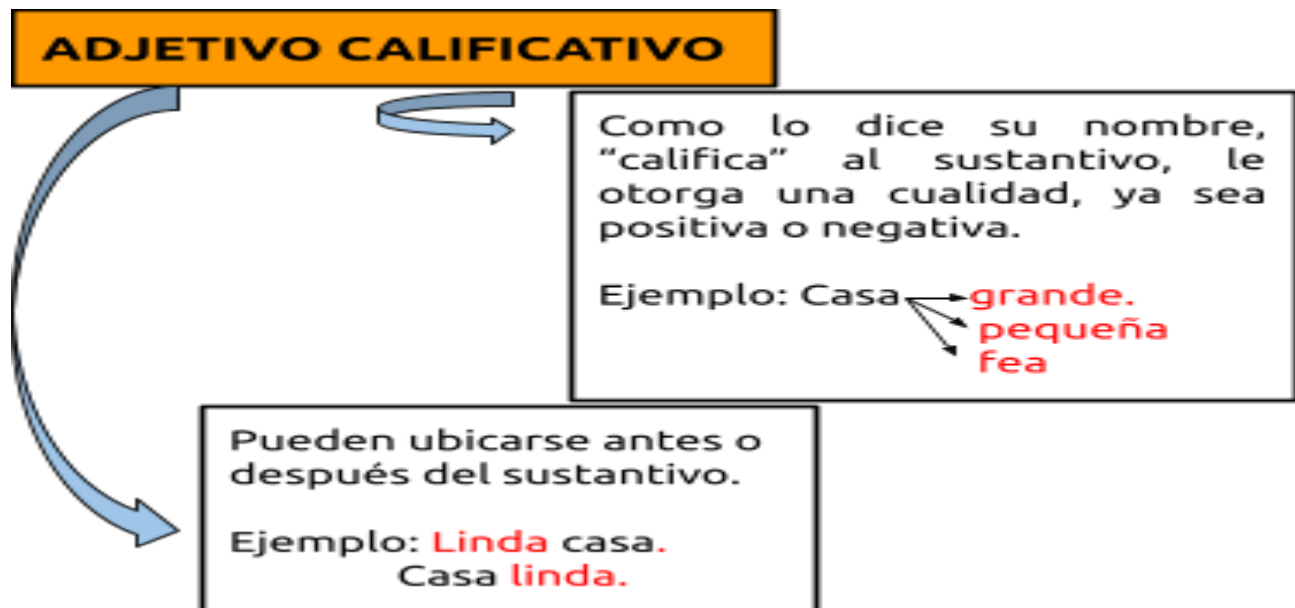 ADJETIVO CALIFICATIVO
Como lo dice su nombre,
“califica” al sustantivo, le
otorga una cualidad, ya sea
positiva o negativa.
Ejemplo: Casa grande.
pequeña
fea
Pueden ubicarse antes o
después del sustantivo.
Ejemplo: Linda casa.
Casa linda.